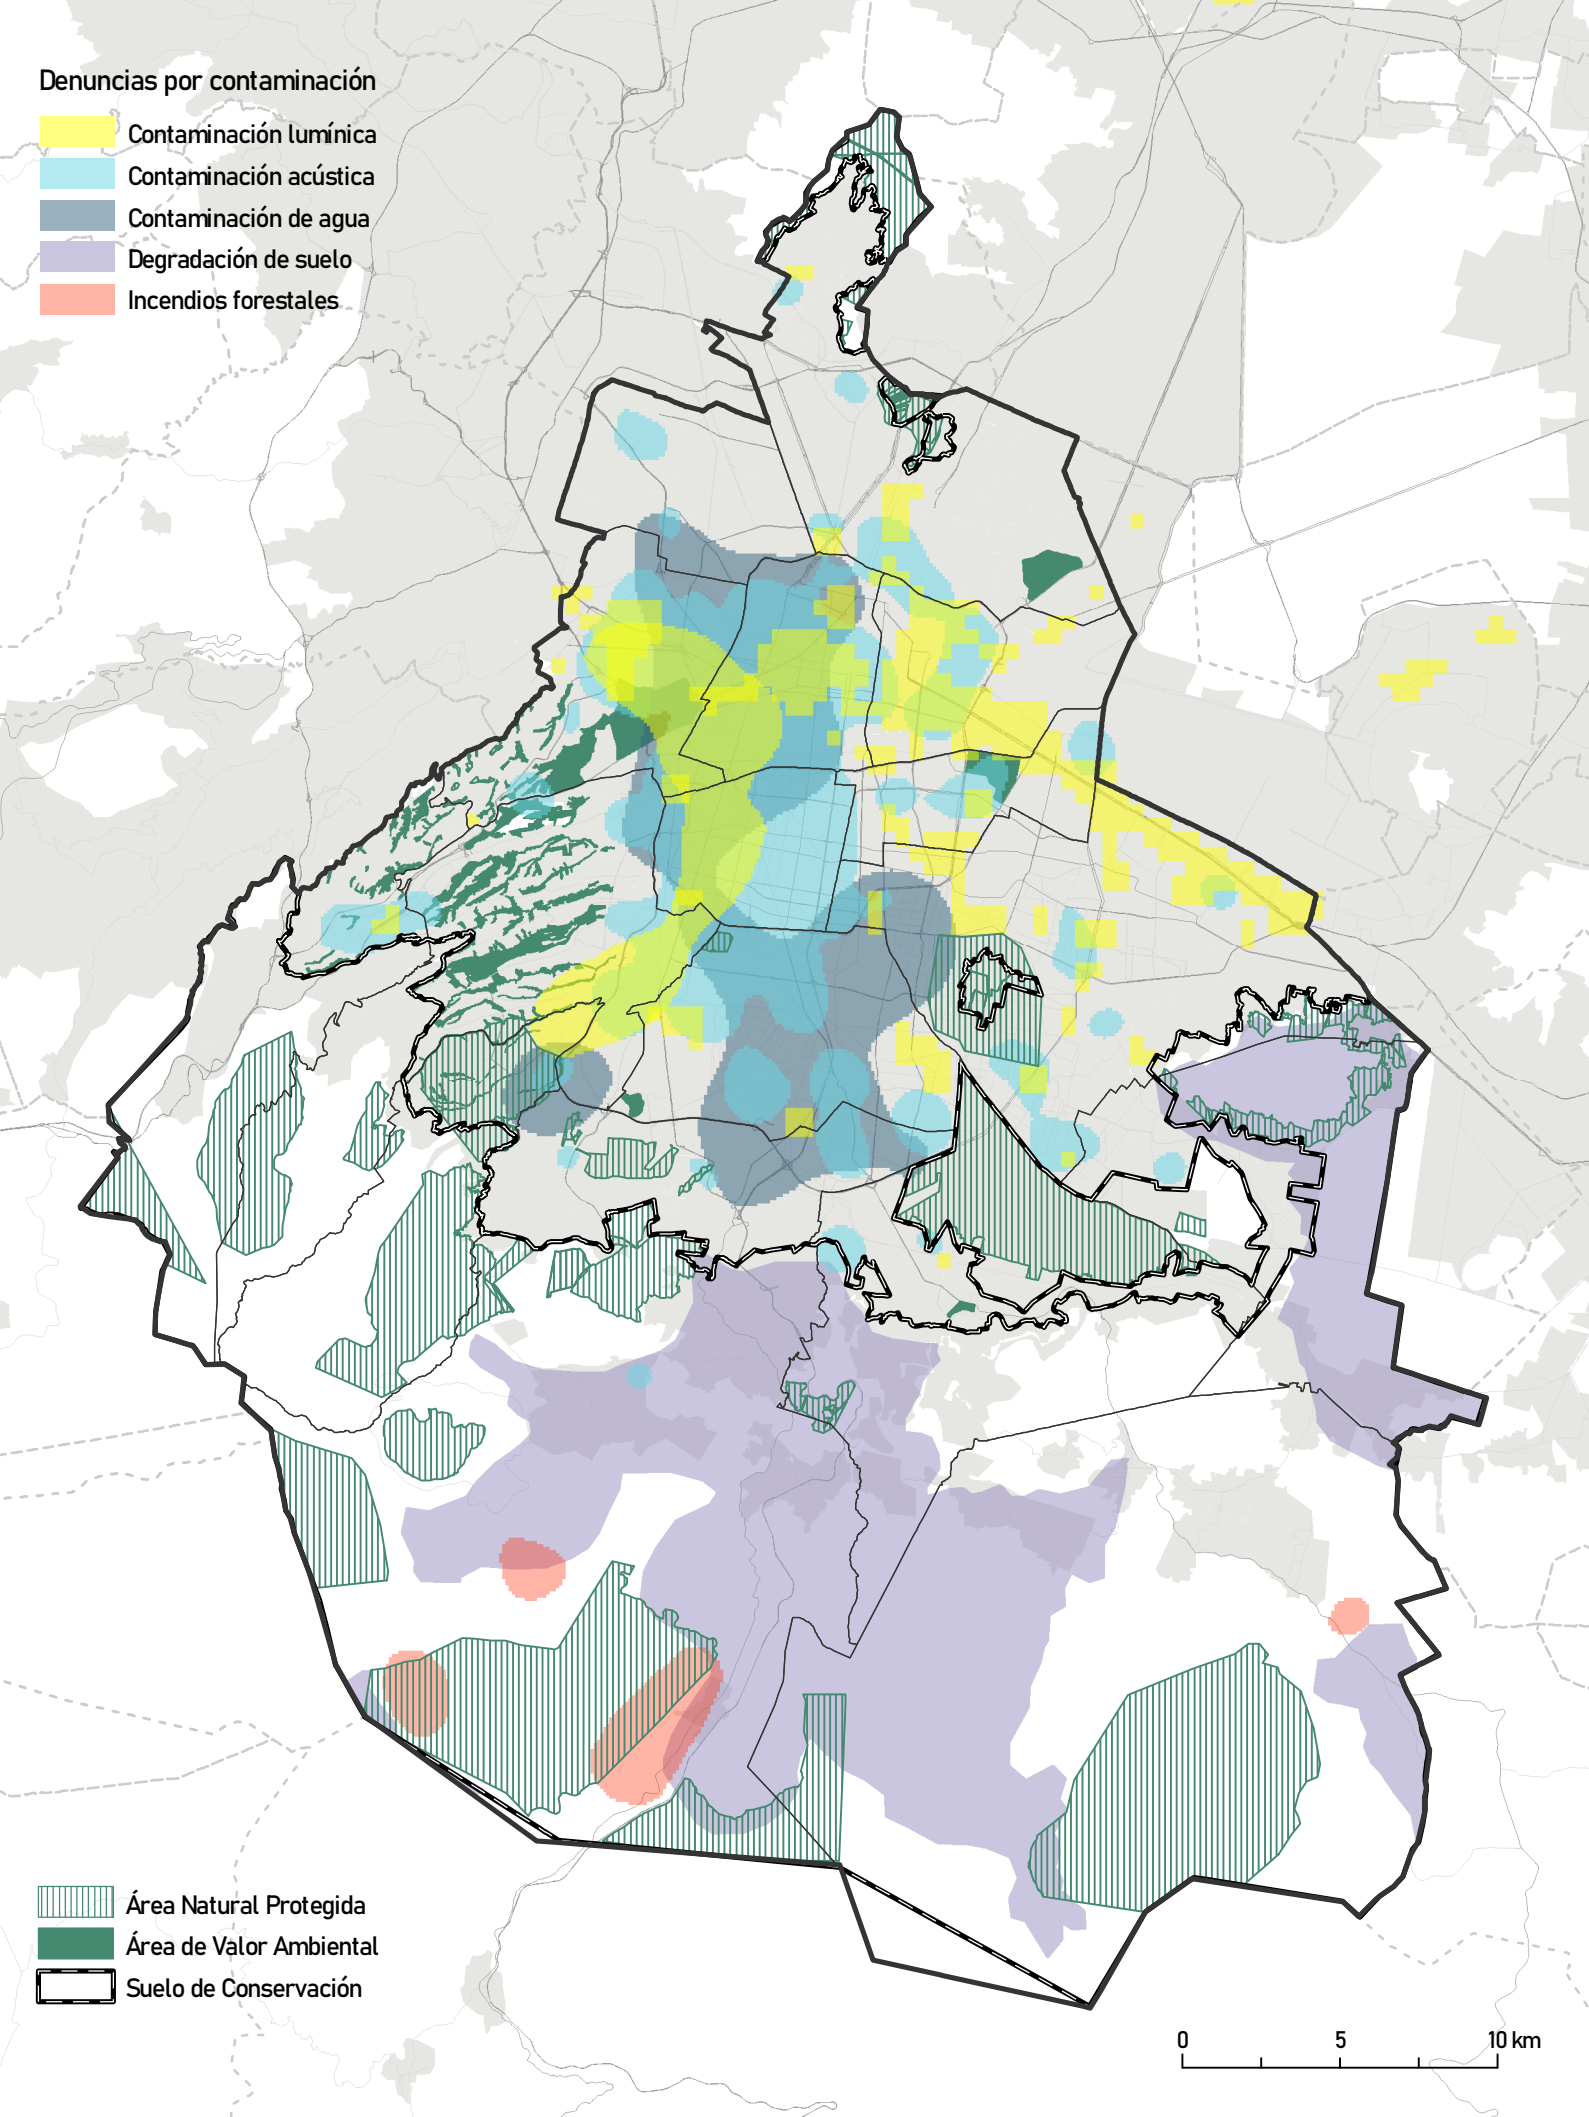 Denuncias por contaminación
Contaminación lumínica
Contaminación acústica
Contaminación de agua
Degradación de suelo
Incendios forestales
Área Natural Protegida
Área de Valor Ambiental
Suelo de Conservación
0 5 10 km